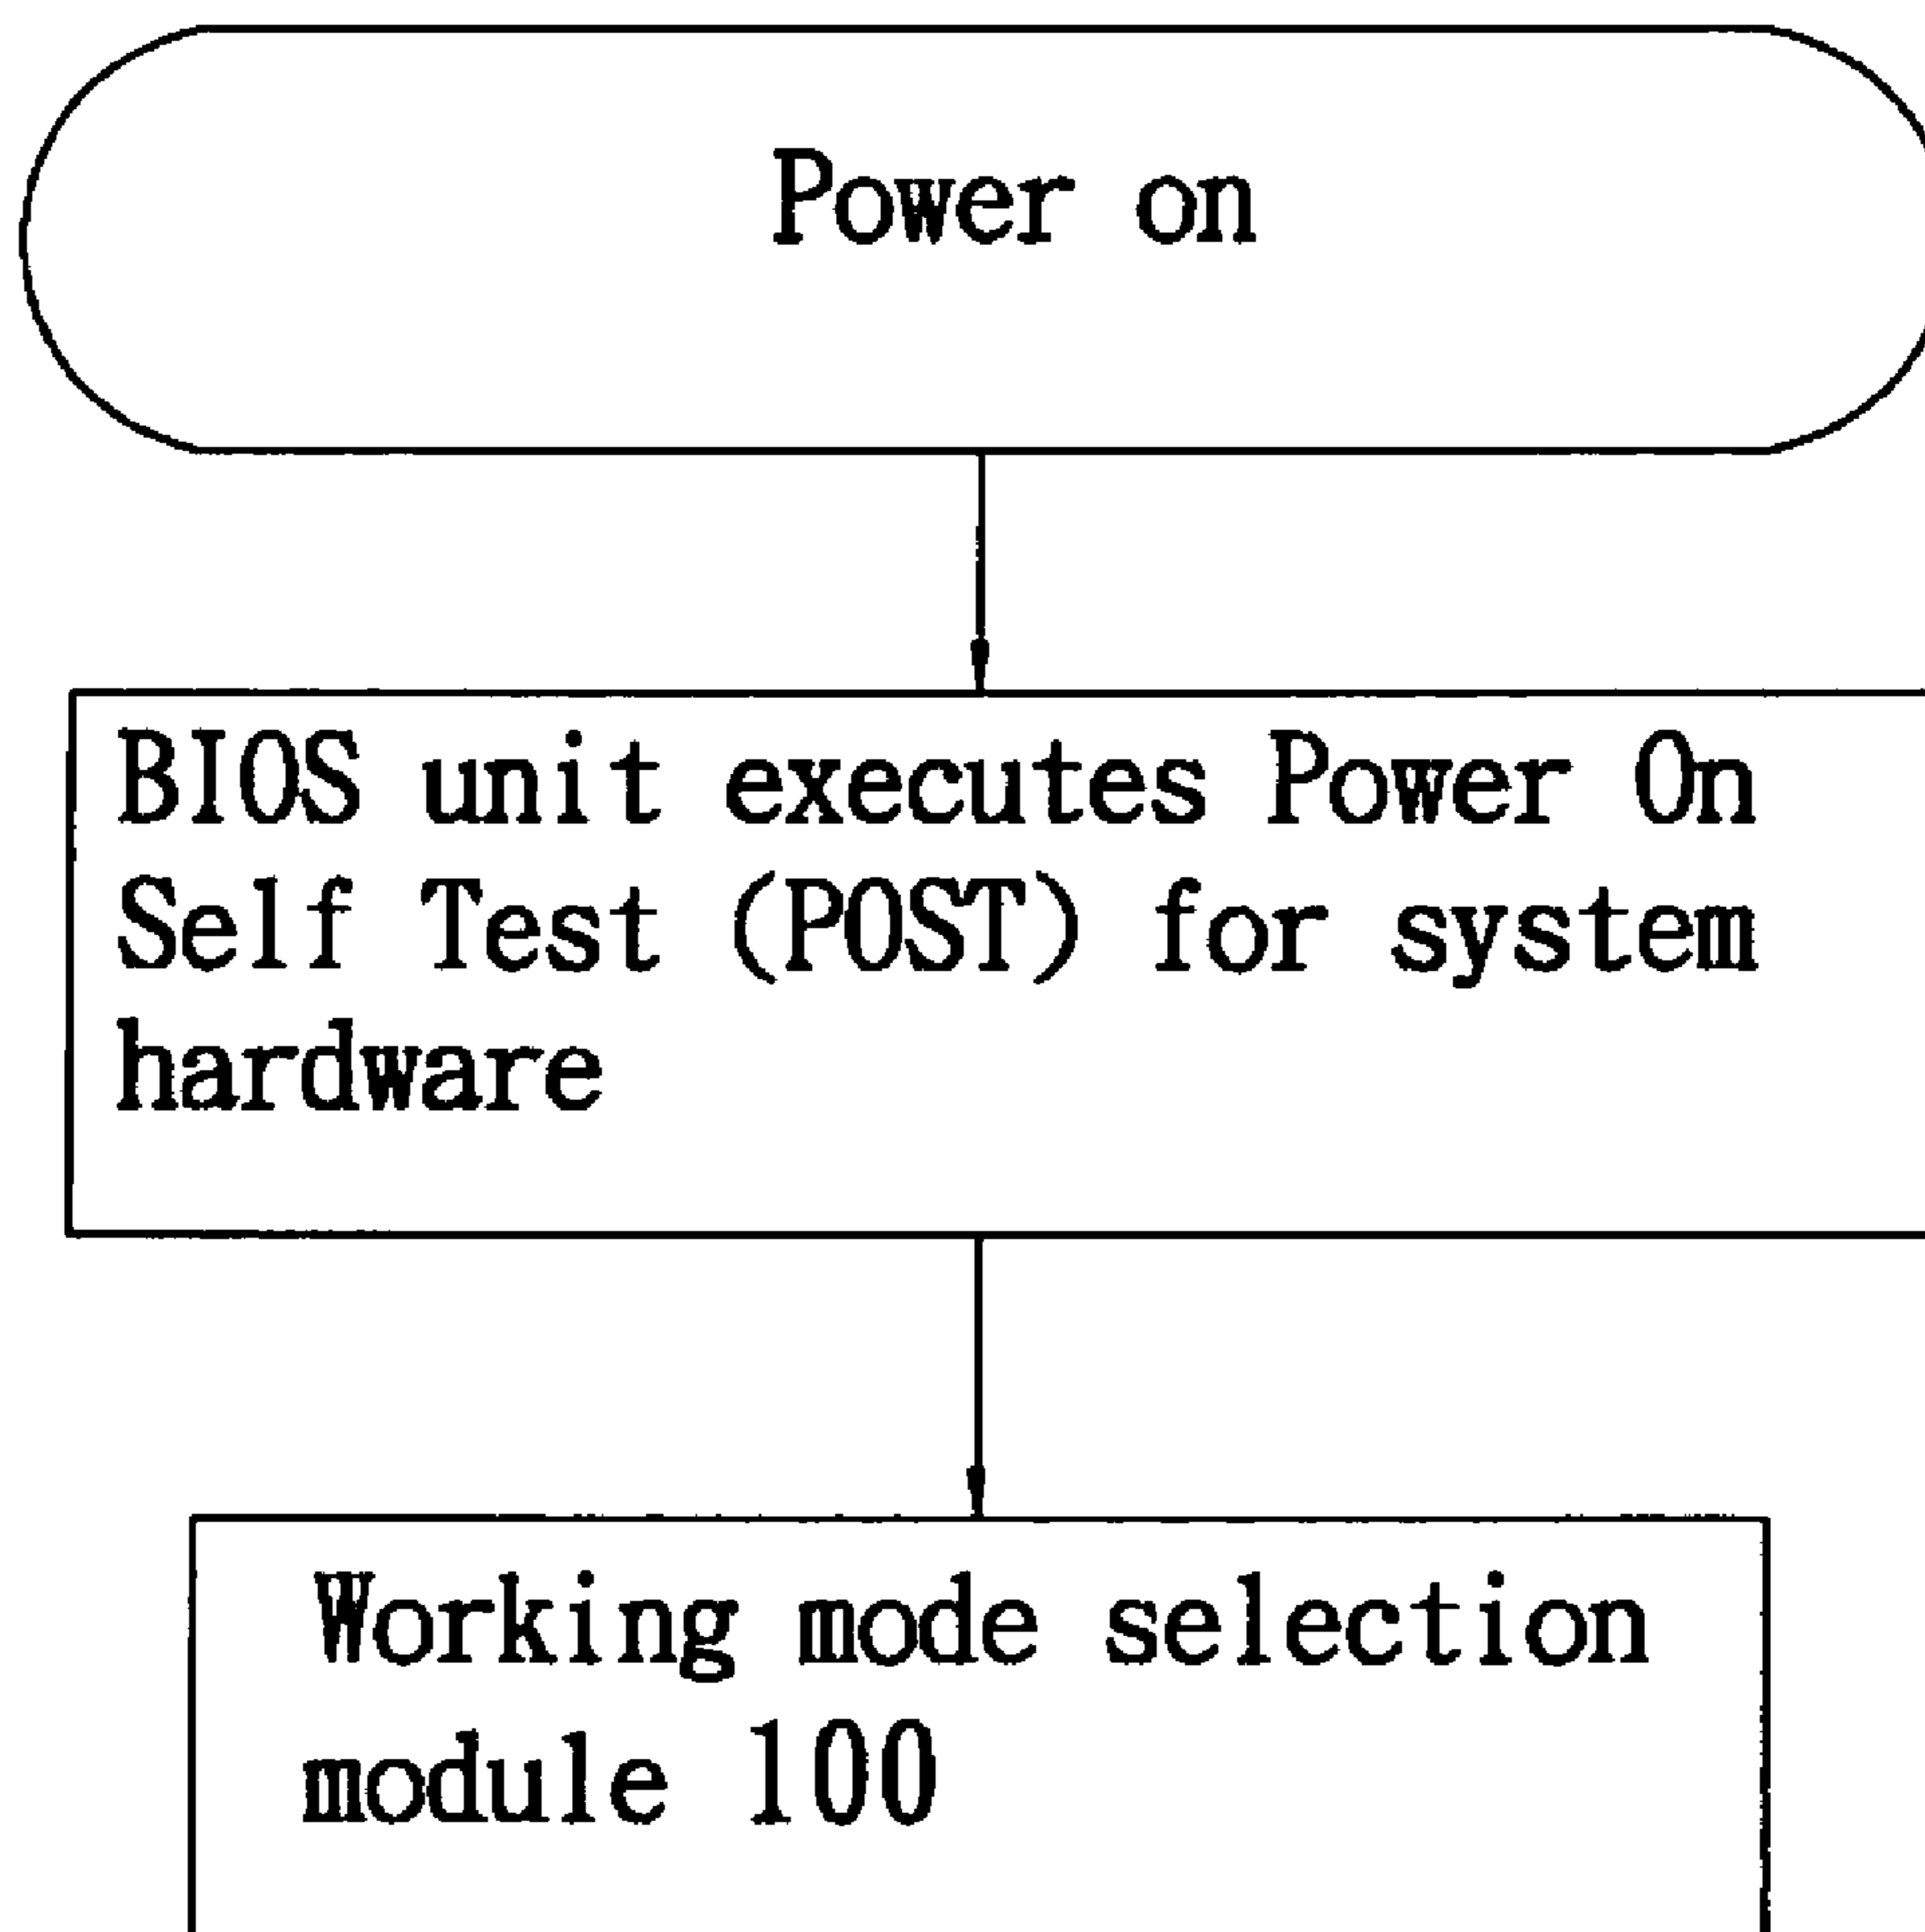 Power on
BIOS unit executes Power On
Self Test (POST) for system
hardware
Working mode selection
module 100